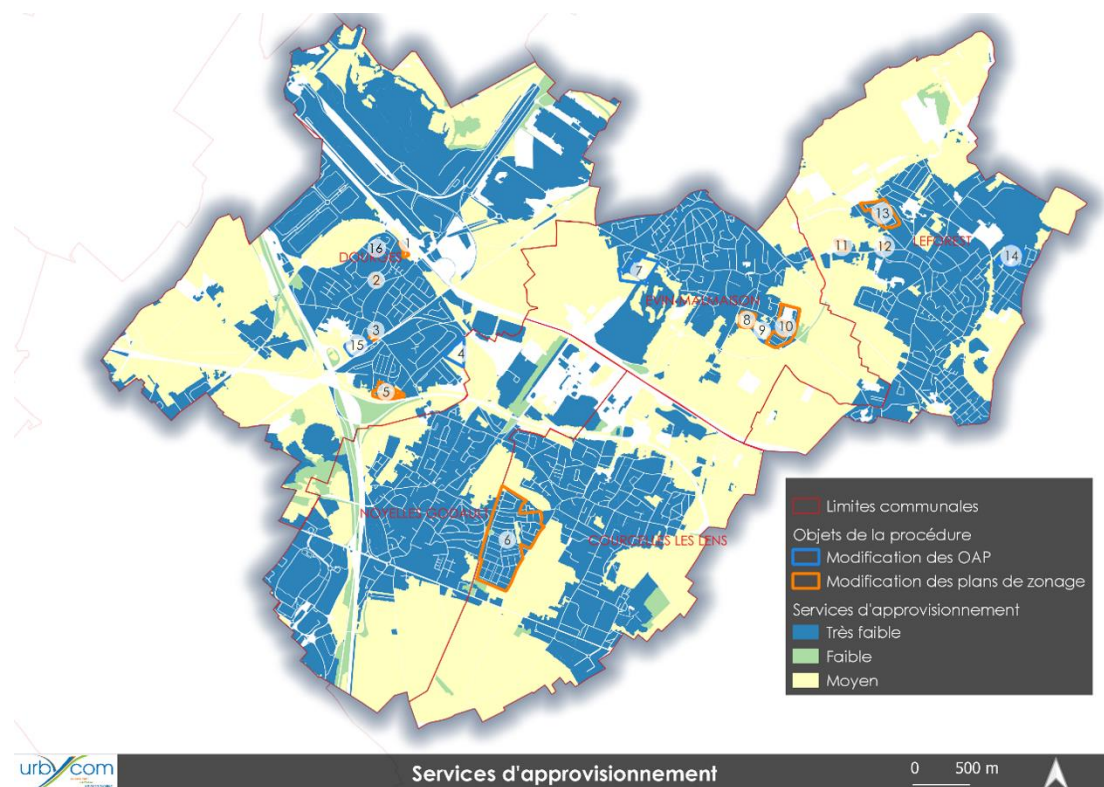 13
LEFOREST
11
12
14
16
1
DOURGES
2
7
EVIN-MALMAISON
8
9
10
3
15
4
5
NOYELLES GODAULT
6
COURCELLES LES LENS
Limites communales
Objets de la procédure
Modification des OAP
Modification des plans de zonage
Services d'approvisionnement
Très faible
Faible
Moyen
urbycom
Services d'approvisionnement
0 500 m